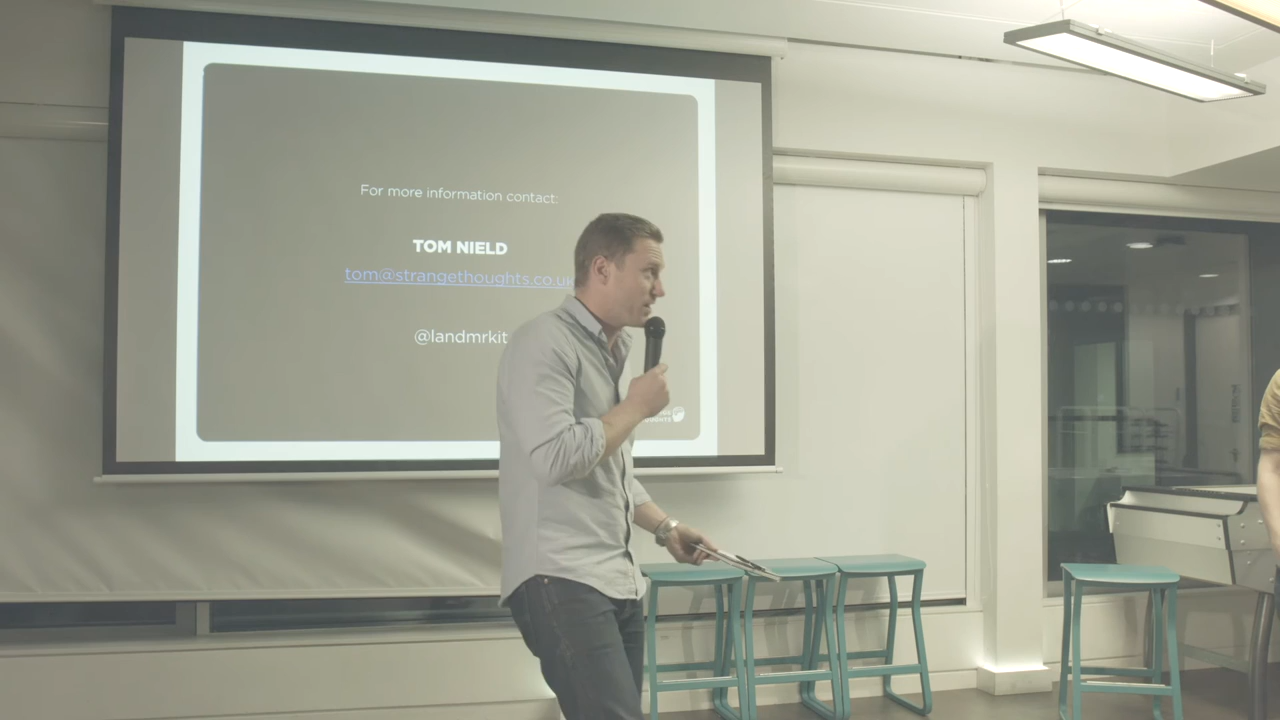 For more information contact:
TOM NIELD
tom@strangethoughts.co.uk
@landmrkit